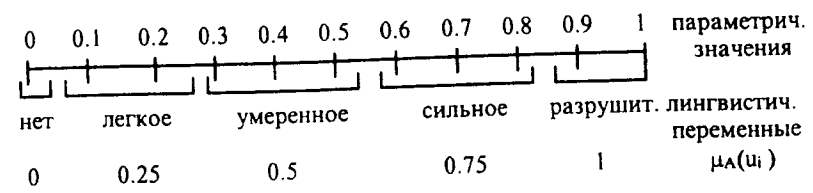 0 0.1 0.2 0.3 0.4 0.5 0.6 0.7 0.8 0.9 1 параметрич.
значения
нет легкое умеренное сильное разрушит. лингвистич.
переменные
0 0.25 0.5 0.75 1 μA(ui )